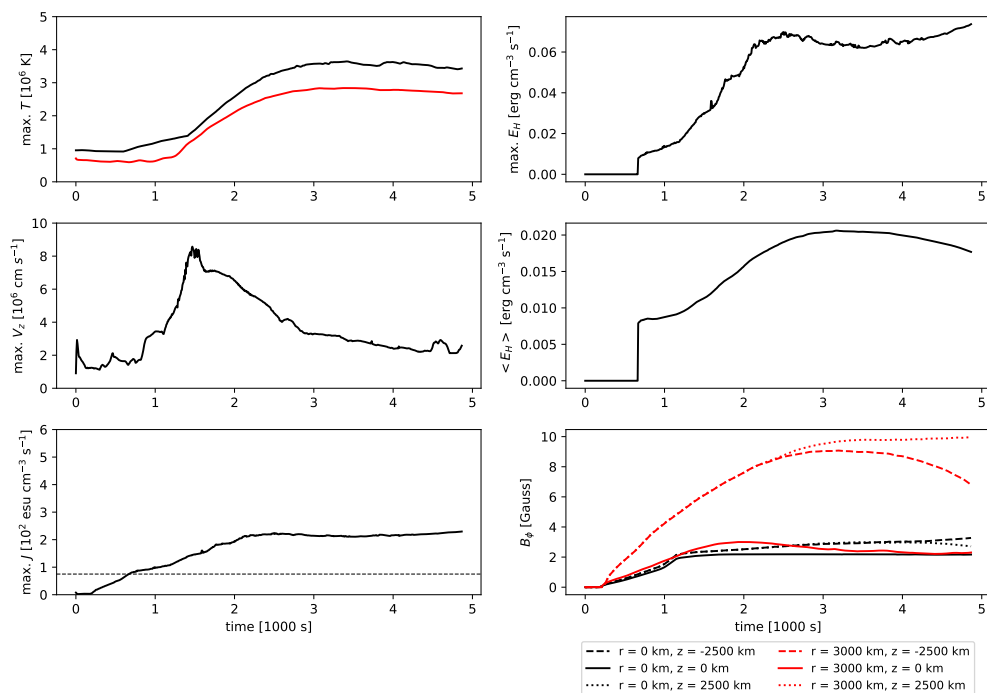 max. T [10⁶ K]
5
4
3
2
1
0
0 1 2 3 4 5
max. E_H [erg cm⁻³ s⁻¹]
0.06
0.04
0.02
0.00
0 1 2 3 4 5
max. V_z [10⁶ cm s⁻¹]
10
8
6
4
2
0
0 1 2 3 4 5
< E_H > [erg cm⁻³ s⁻¹]
0.020
0.015
0.010
0.005
0.000
0 1 2 3 4 5
max. J [10² esu cm⁻³ s⁻¹]
6
5
4
3
2
1
0
0 1 2 3 4 5
time [1000 s]
B_ϕ [Gauss]
10
8
6
4
2
0
0 1 2 3 4 5
time [1000 s]
r = 0 km, z = -2500 km
r = 0 km, z = 0 km
r = 0 km, z = 2500 km
r = 3000 km, z = -2500 km
r = 3000 km, z = 0 km
r = 3000 km, z = 2500 km